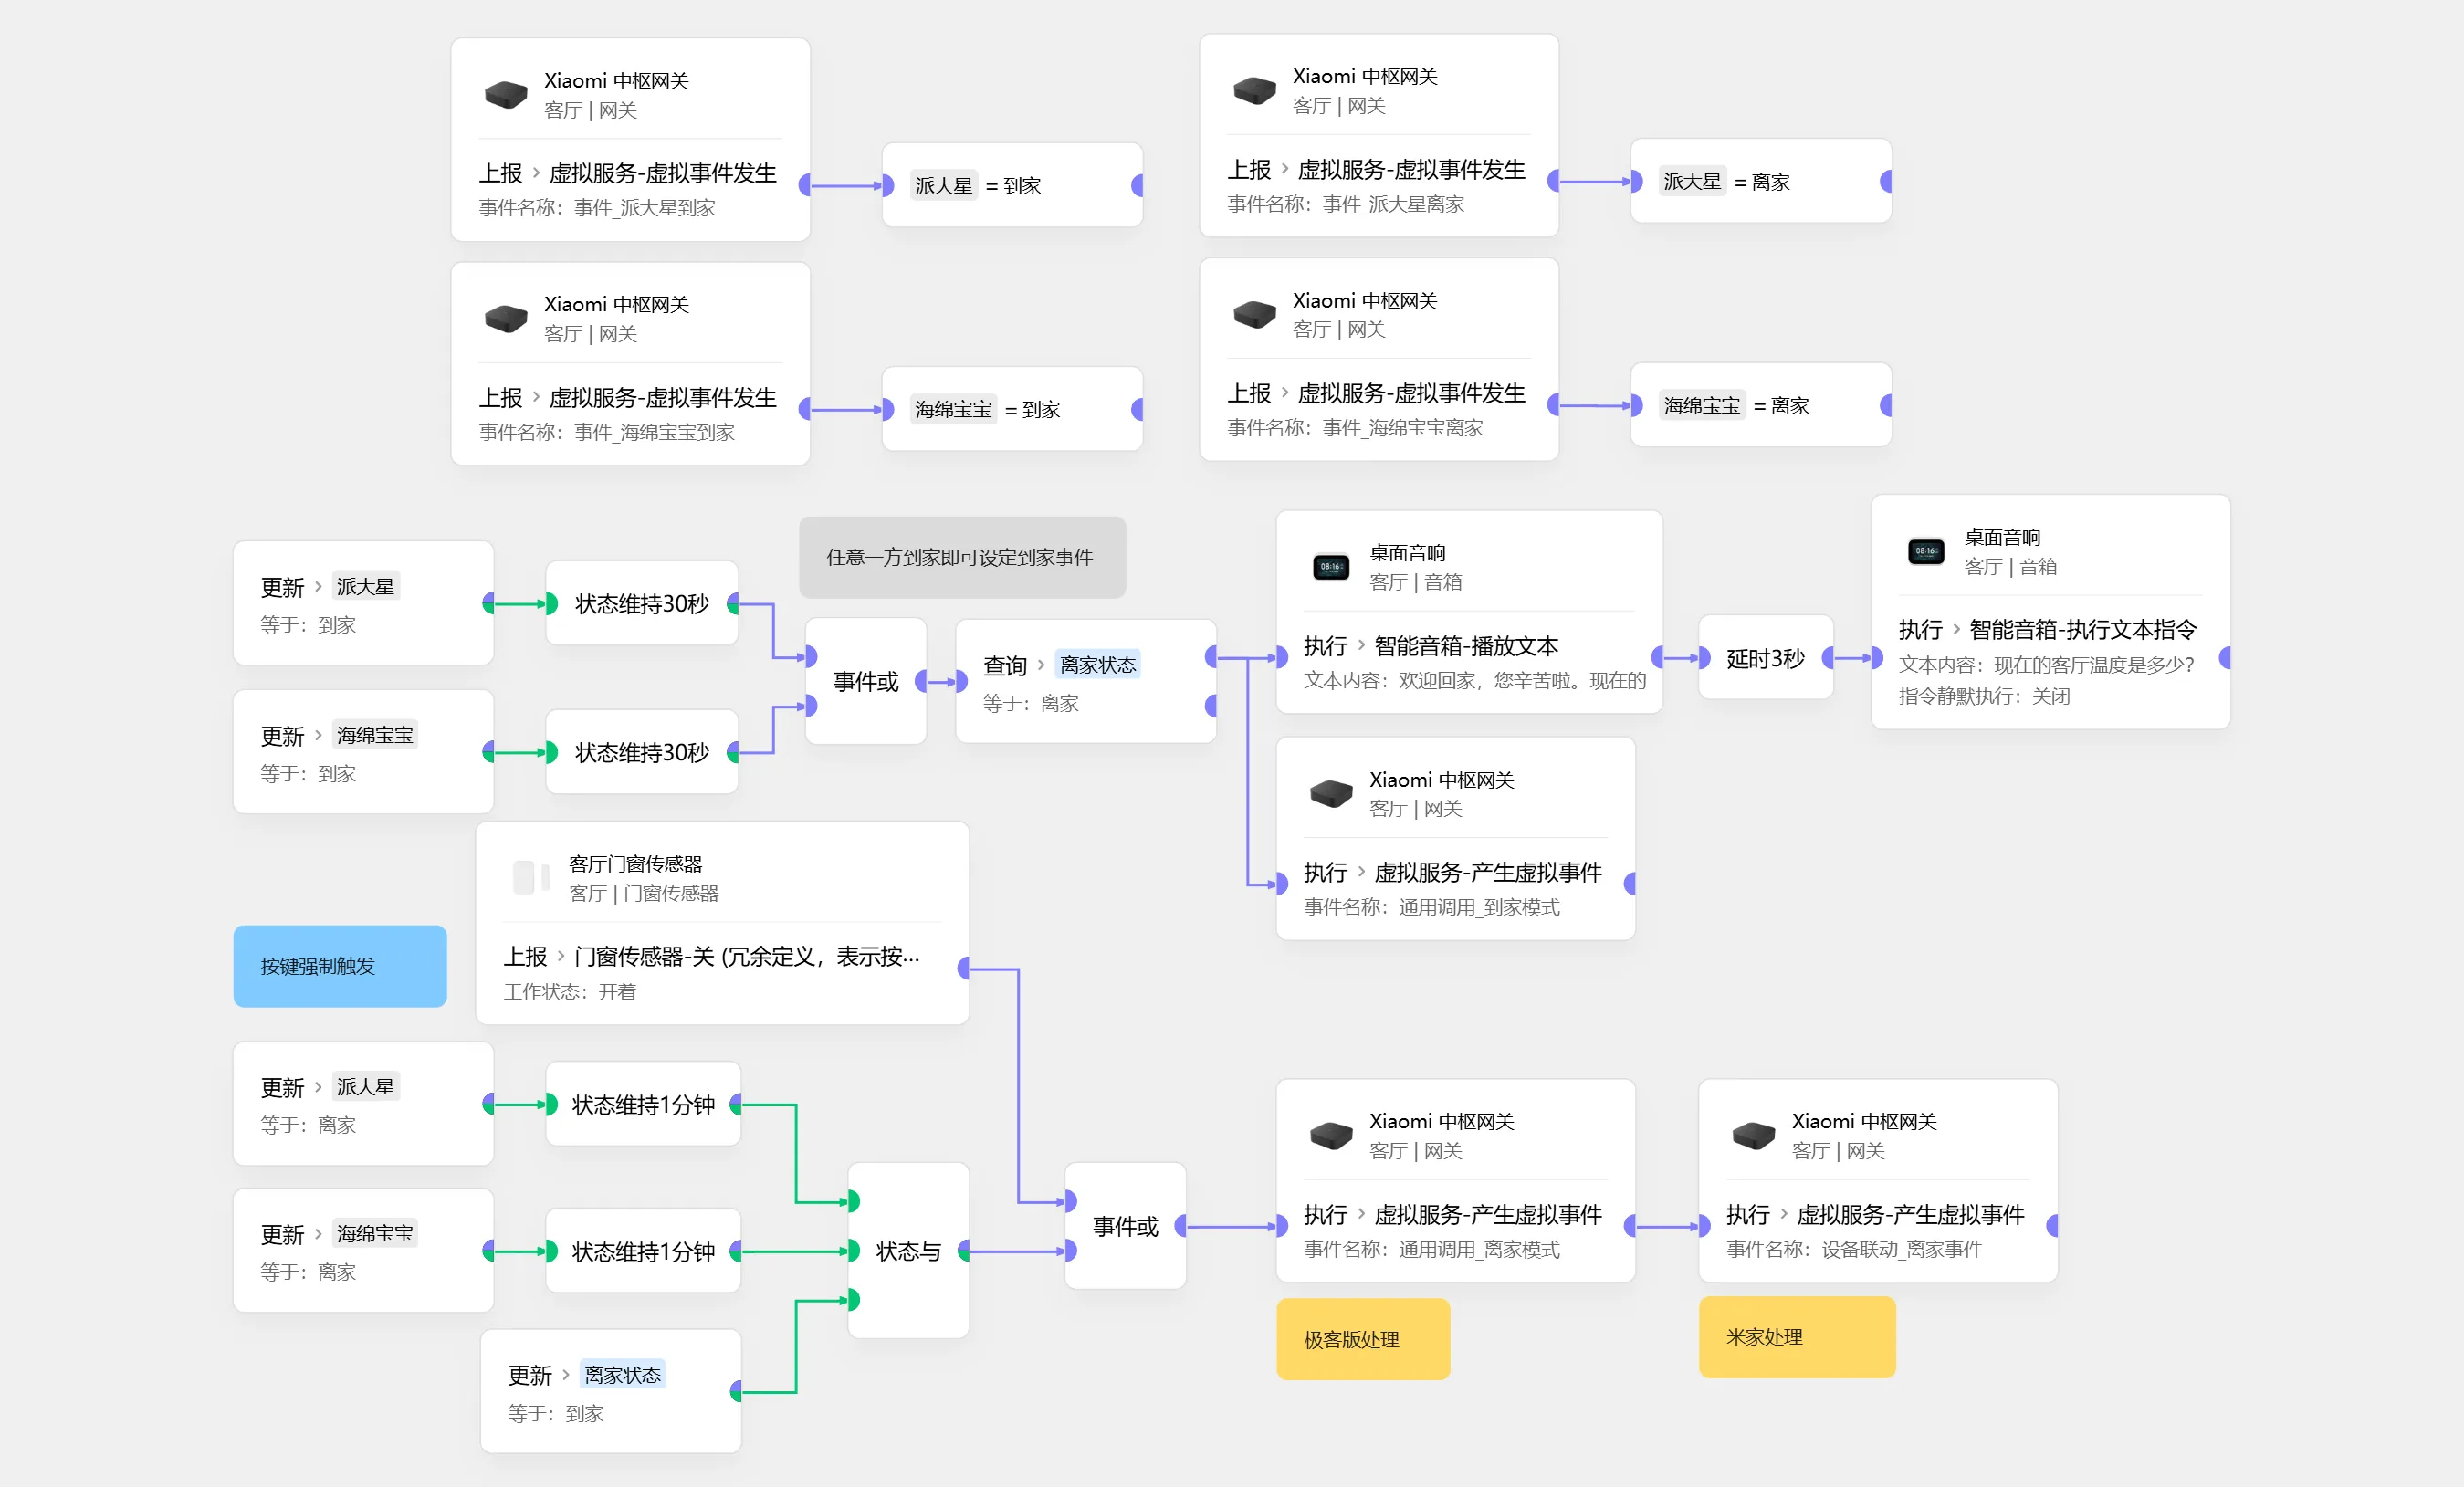 Xiaomi 中枢网关
客厅 | 网关
上报 › 虚拟服务-虚拟事件发生
事件名称：事件_派大星到家
派大星 = 到家
Xiaomi 中枢网关
客厅 | 网关
上报 › 虚拟服务-虚拟事件发生
事件名称：事件_派大星离家
派大星 = 离家
Xiaomi 中枢网关
客厅 | 网关
上报 › 虚拟服务-虚拟事件发生
事件名称：事件_海绵宝宝到家
海绵宝宝 = 到家
Xiaomi 中枢网关
客厅 | 网关
上报 › 虚拟服务-虚拟事件发生
事件名称：事件_海绵宝宝离家
海绵宝宝 = 离家
任意一方到家即可设定到家事件
更新 › 派大星
等于：到家
状态维持30秒
更新 › 海绵宝宝
等于：到家
状态维持30秒
事件或
查询 › 离家状态
等于：离家
08:16
桌面音响
客厅 | 音箱
执行 › 智能音箱-播放文本
文本内容：欢迎回家，您辛苦啦。现在的
延时3秒
08:16
桌面音响
客厅 | 音箱
执行 › 智能音箱-执行文本指令
文本内容：现在的客厅温度是多少？
指令静默执行：关闭
Xiaomi 中枢网关
客厅 | 网关
执行 › 虚拟服务-产生虚拟事件
事件名称：通用调用_到家模式
按键强制触发
客厅门窗传感器
客厅 | 门窗传感器
上报 › 门窗传感器-关 (冗余定义，表示按...
工作状态：开着
更新 › 派大星
等于：离家
状态维持1分钟
更新 › 海绵宝宝
等于：离家
状态维持1分钟
更新 › 离家状态
等于：到家
状态与
事件或
Xiaomi 中枢网关
客厅 | 网关
执行 › 虚拟服务-产生虚拟事件
事件名称：通用调用_离家模式
极客版处理
Xiaomi 中枢网关
客厅 | 网关
执行 › 虚拟服务-产生虚拟事件
事件名称：设备联动_离家事件
米家处理